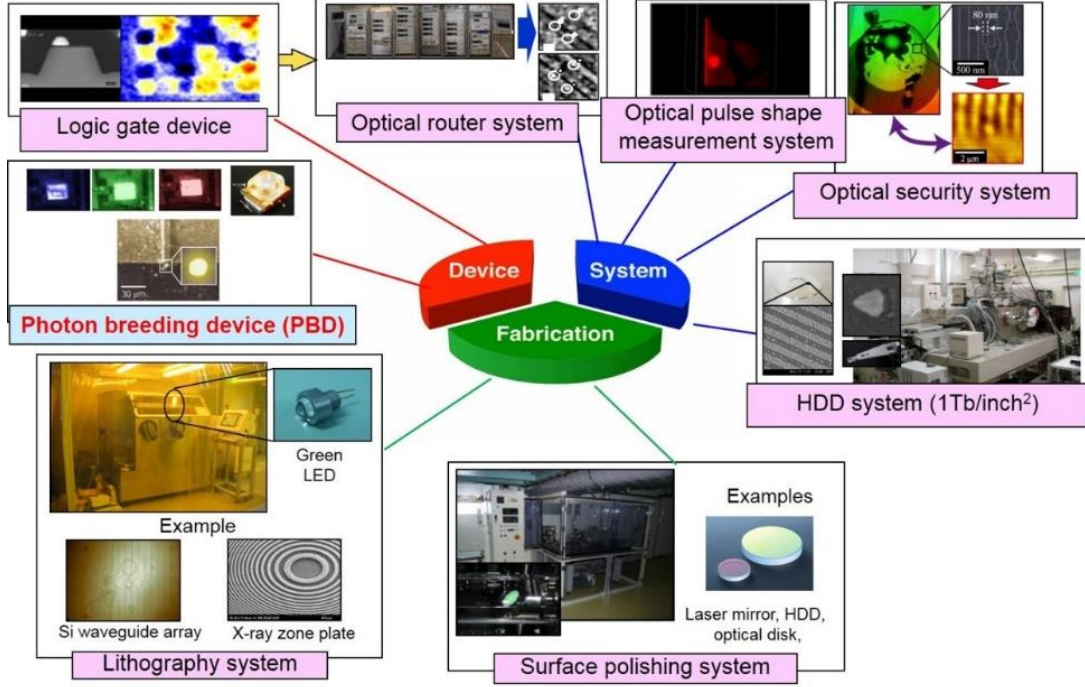 Logic gate device
Optical router system
Optical pulse shape
measurement system
80 nm
500 nm
2 μm
Optical security system
30 μm
Photon breeding device (PBD)
Device
System
Fabrication
HDD system (1Tb/inch²)
Green
LED
Example
Si waveguide array
X-ray zone plate
Lithography system
Examples
Laser mirror, HDD,
optical disk,
Surface polishing system